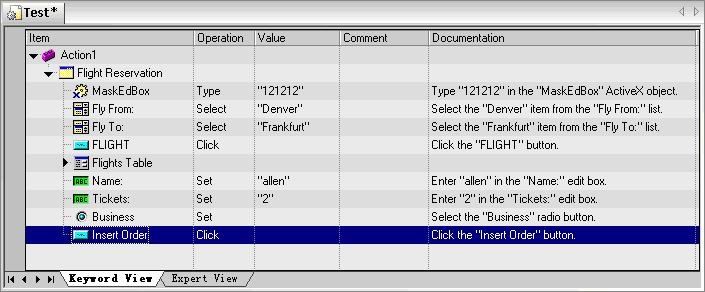 Test*
Item Operation Value Comment Documentation
Action1
Flight Reservation
MaskEdBox Type "121212" Type "121212" in the "MaskEdBox" ActiveX object.
Fly From: Select "Denver" Select the "Denver" item from the "Fly From:" list.
Fly To: Select "Frankfurt" Select the "Frankfurt" item from the "Fly To:" list.
FLIGHT Click Click the "FLIGHT" button.
Flights Table
ABC Name: Set "allen" Enter "allen" in the "Name:" edit box.
ABC Tickets: Set "2" Enter "2" in the "Tickets:" edit box.
Business Set Select the "Business" radio button.
Insert Order Click Click the "Insert Order" button.
Keyword View Expert View